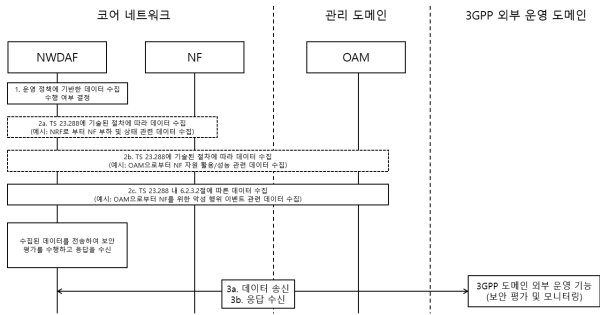 코어 네트워크
관리 도메인
3GPP 외부 운영 도메인
NWDAF
NF
OAM
1. 운영 정책에 기반한 데이터 수집
수행 여부 결정
2a. TS 23.288에 기술된 절차에 따라 데이터 수집
(예시: NRF로 부터 NF 부하 및 상태 관련 데이터 수집)
2b. TS 23.288에 기술된 절차에 따라 데이터 수집
(예시: OAM으로부터 NF 자원 활용/성능 관련 데이터 수집)
2c. TS 23.288 내 6.2.3.2절에 따른 데이터 수집
(예시: OAM으로부터 NF를 위한 악성 행위 이벤트 관련 데이터 수집)
수집된 데이터를 전송하여 보안
평가를 수행하고 응답을 수신
3a. 데이터 송신
3b. 응답 수신
3GPP 도메인 외부 운영 기능
(보안 평가 및 모니터링)